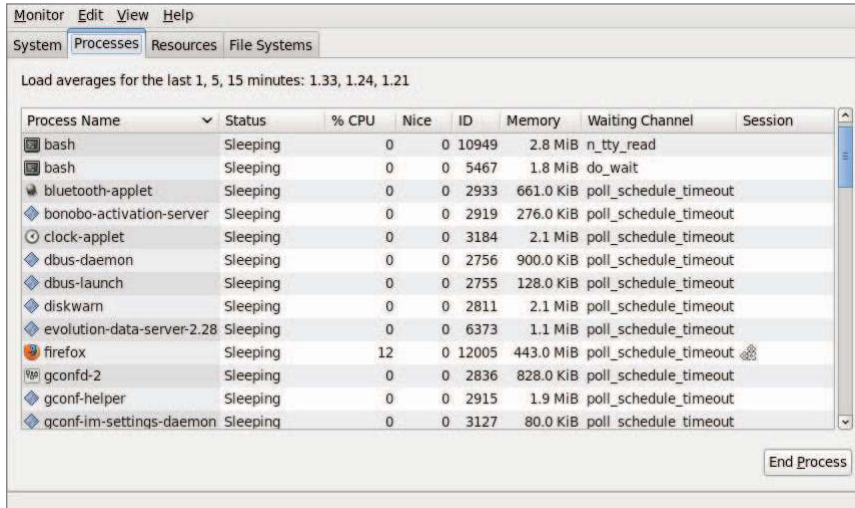 Monitor Edit View Help
System Processes Resources File Systems
Load averages for the last 1, 5, 15 minutes: 1.33, 1.24, 1.21
Process Name Status % CPU Nice ID Memory Waiting Channel Session
bash Sleeping 0 0 10949 2.8 MiB n_tty_read
bash Sleeping 0 0 5467 1.8 MiB do_wait
bluetooth-applet Sleeping 0 0 2933 661.0 KiB poll_schedule_timeout
bonobo-activation-server Sleeping 0 0 2919 276.0 KiB poll_schedule_timeout
clock-applet Sleeping 0 0 3184 2.1 MiB poll_schedule_timeout
dbus-daemon Sleeping 0 0 2756 900.0 KiB poll_schedule_timeout
dbus-launch Sleeping 0 0 2755 128.0 KiB poll_schedule_timeout
diskwarn Sleeping 0 0 2811 2.1 MiB poll_schedule_timeout
evolution-data-server-2.28 Sleeping 0 0 6373 1.1 MiB poll_schedule_timeout
firefox Sleeping 12 0 12005 443.0 MiB poll_schedule_timeout
gconfd-2 Sleeping 0 0 2836 828.0 KiB poll_schedule_timeout
gconf-helper Sleeping 0 0 2915 1.9 MiB poll_schedule_timeout
gconf-im-settings-daemon Sleeping 0 0 3127 80.0 KiB poll_schedule_timeout
End Process